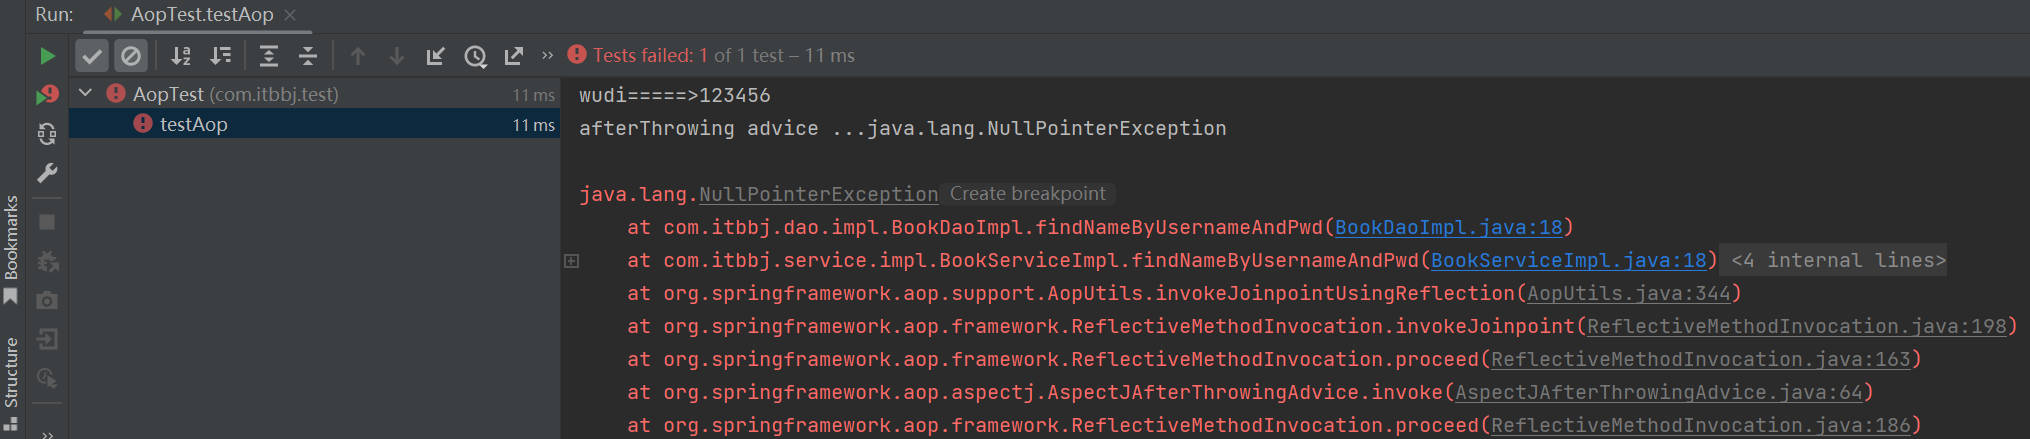 Run: AopTest.testAop
Tests failed: 1 of 1 test – 11 ms
AopTest (com.itbbj.test) 11 ms
testAop 11 ms
wudi=====>123456
afterThrowing advice ...java.lang.NullPointerException
java.lang.NullPointerException Create breakpoint
at com.itbbj.dao.impl.BookDaoImpl.findNameByUsernameAndPwd(BookDaoImpl.java:18)
at com.itbbj.service.impl.BookServiceImpl.findNameByUsernameAndPwd(BookServiceImpl.java:18) <4 internal lines>
at org.springframework.aop.support.AopUtils.invokeJoinpointUsingReflection(AopUtils.java:344)
at org.springframework.aop.framework.ReflectiveMethodInvocation.invokeJoinpoint(ReflectiveMethodInvocation.java:198)
at org.springframework.aop.framework.ReflectiveMethodInvocation.proceed(ReflectiveMethodInvocation.java:163)
at org.springframework.aop.aspectj.AspectJAfterThrowingAdvice.invoke(AspectJAfterThrowingAdvice.java:64)
at org.springframework.aop.framework.ReflectiveMethodInvocation.proceed(ReflectiveMethodInvocation.java:186)
Bookmarks
Structure